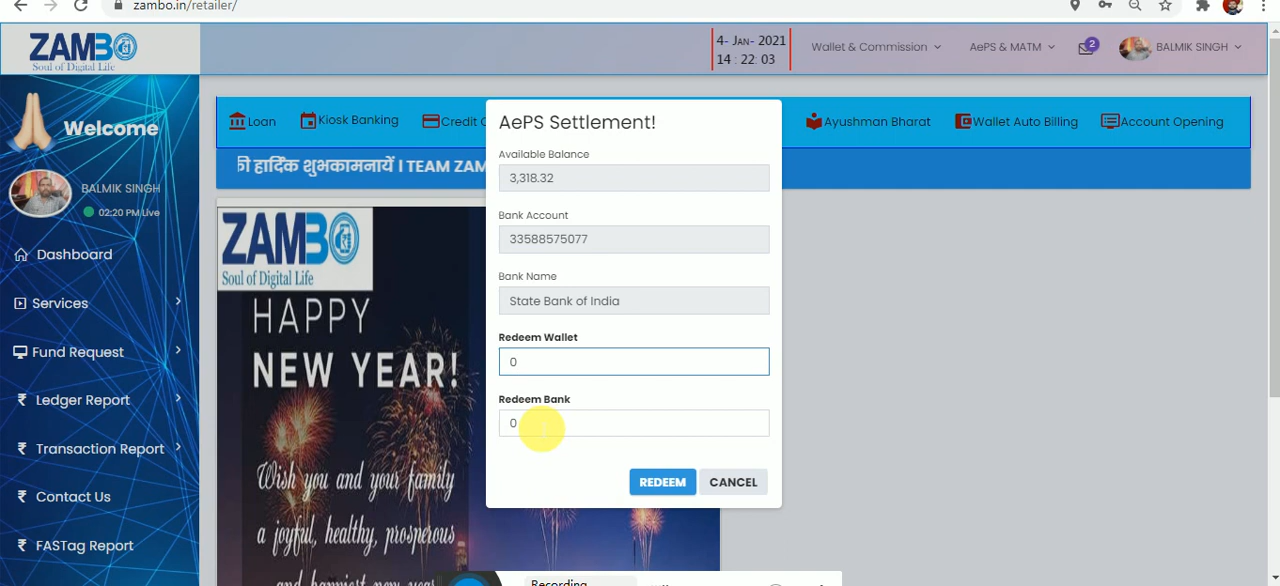 zambo.in/retailer/
ZAMBO
Soul of Digital Life
4- Jan- 2021
14 : 22: 03
Wallet & Commission
AePS & MATM
2
BALMIK SINGH
Welcome
BALMIK SINGH
02:20 PM Live
Dashboard
Services
Fund Request
₹ Ledger Report
₹ Transaction Report
₹ Contact Us
₹ FASTag Report
Loan
Kiosk Banking
Credit
Ayushman Bharat
Wallet Auto Billing
Account Opening
की हार्दिक शुभकामनायें । TEAM ZAM
ZAMBO
Soul of Digital Life
HAPPY
NEW YEAR!
Wish you and your family
a joyful, healthy, prosperous
and happiest new year
AePS Settlement!
Available Balance
3,318.32
Bank Account
33588575077
Bank Name
State Bank of India
Redeem Wallet
0
Redeem Bank
0
REDEEM
CANCEL
Recording